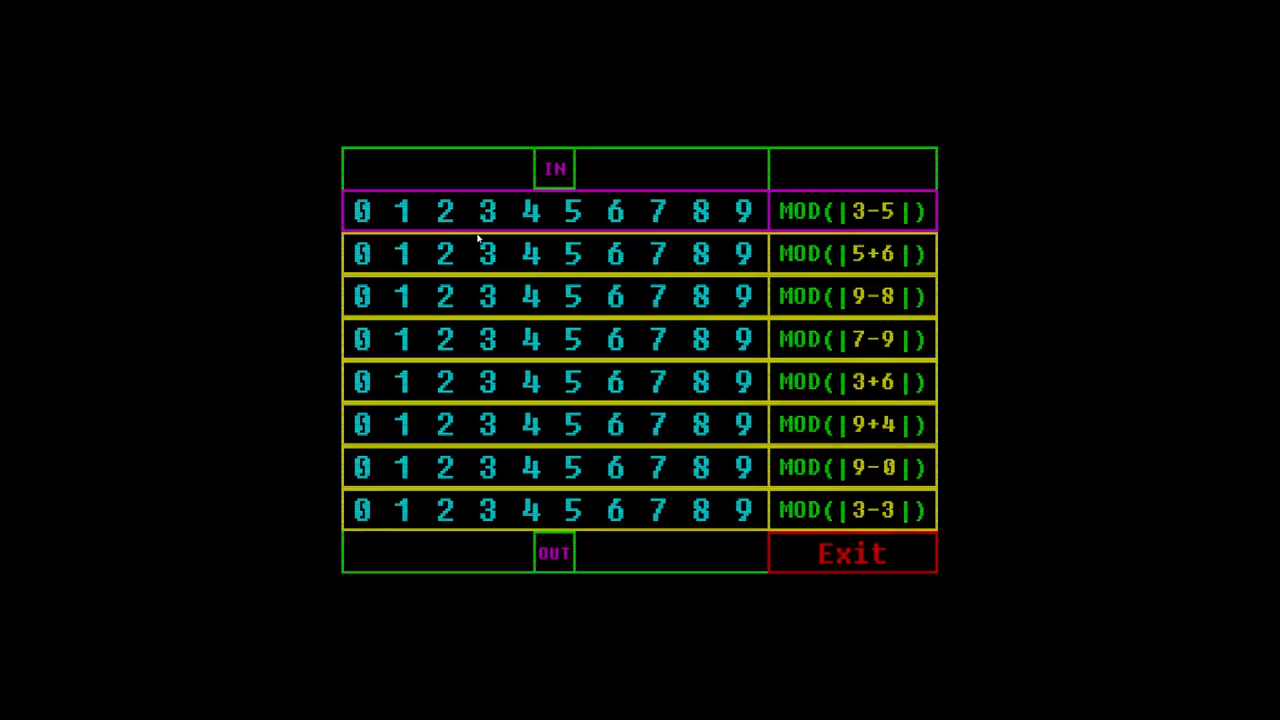 IN
0 1 2 3 4 5 6 7 8 9 MOD(|3-5|)
0 1 2 3 4 5 6 7 8 9 MOD(|5+6|)
0 1 2 3 4 5 6 7 8 9 MOD(|9-8|)
0 1 2 3 4 5 6 7 8 9 MOD(|7-9|)
0 1 2 3 4 5 6 7 8 9 MOD(|3+6|)
0 1 2 3 4 5 6 7 8 9 MOD(|9+4|)
0 1 2 3 4 5 6 7 8 9 MOD(|9-0|)
0 1 2 3 4 5 6 7 8 9 MOD(|3-3|)
OUT Exit